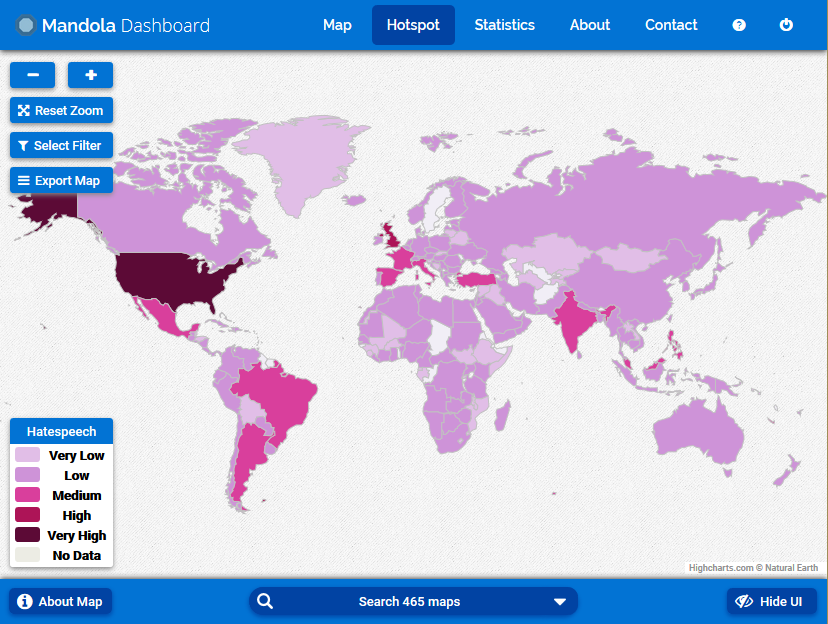 Mandola Dashboard
Map
Hotspot
Statistics
About
Contact
?
Reset Zoom
Select Filter
Export Map
Hatespeech
Very Low
Low
Medium
High
Very High
No Data
Highcharts.com © Natural Earth
About Map
Search 465 maps
Hide UI